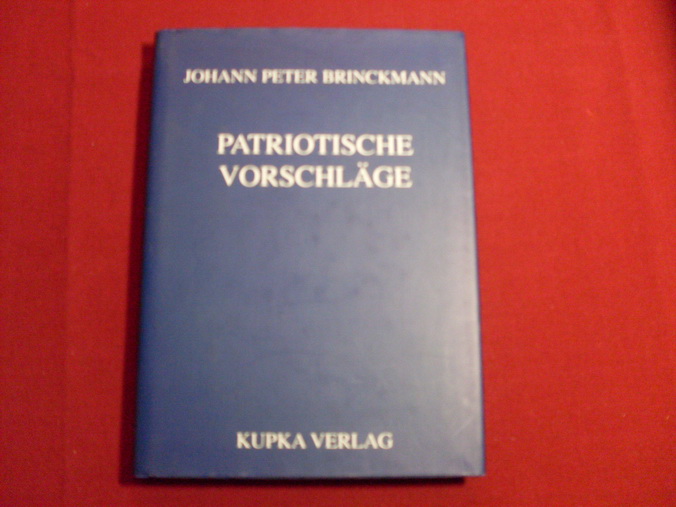 JOHANN PETER BRINCKMANN
PATRIOTISCHE
VORSCHLÄGE
KUPKA VERLAG